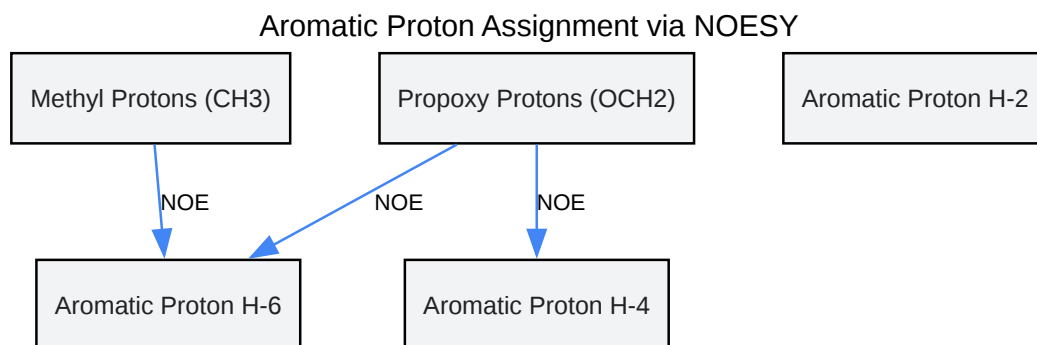 Aromatic Proton Assignment via NOESY
Methyl Protons (CH3)
Propoxy Protons (OCH2)
Aromatic Proton H-2
NOE
NOE
NOE
Aromatic Proton H-6
Aromatic Proton H-4